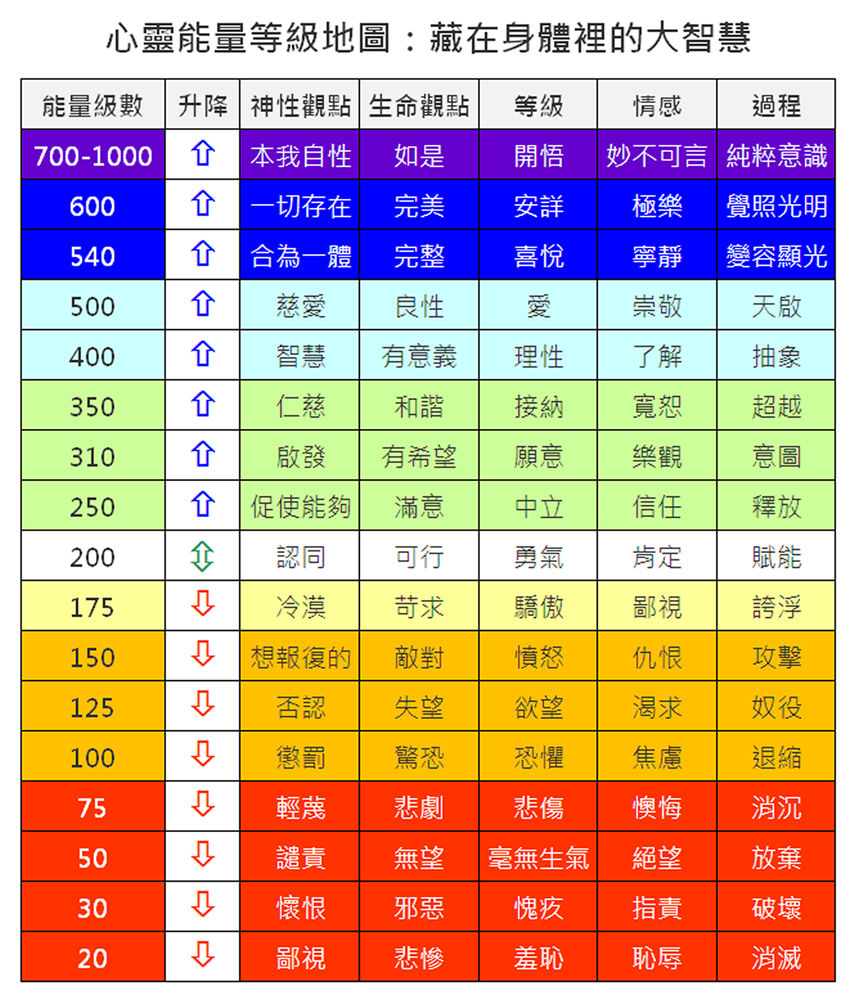 心靈能量等級地圖：藏在身體裡的大智慧
能量級數 升降 神性觀點 生命觀點 等級 情感 過程
700-1000 ⇧ 本我自性 如是 開悟 妙不可言 純粹意識
600 ⇧ 一切存在 完美 安詳 極樂 覺照光明
540 ⇧ 合為一體 完整 喜悅 寧靜 變容顯光
500 ⇧ 慈愛 良性 愛 崇敬 天啟
400 ⇧ 智慧 有意義 理性 了解 抽象
350 ⇧ 仁慈 和諧 接納 寬恕 超越
310 ⇧ 啟發 有希望 願意 樂觀 意圖
250 ⇧ 促使能夠 滿意 中立 信任 釋放
200 ⇳ 認同 可行 勇氣 肯定 賦能
175 ⇩ 冷漠 苛求 驕傲 鄙視 誇浮
150 ⇩ 想報復的 敵對 憤怒 仇恨 攻擊
125 ⇩ 否認 失望 欲望 渴求 奴役
100 ⇩ 懲罰 驚恐 恐懼 焦慮 退縮
75 ⇩ 輕蔑 悲劇 悲傷 懊悔 消沉
50 ⇩ 譴責 無望 毫無生氣 絕望 放棄
30 ⇩ 懷恨 邪惡 愧疚 指責 破壞
20 ⇩ 鄙視 悲慘 羞恥 恥辱 消滅